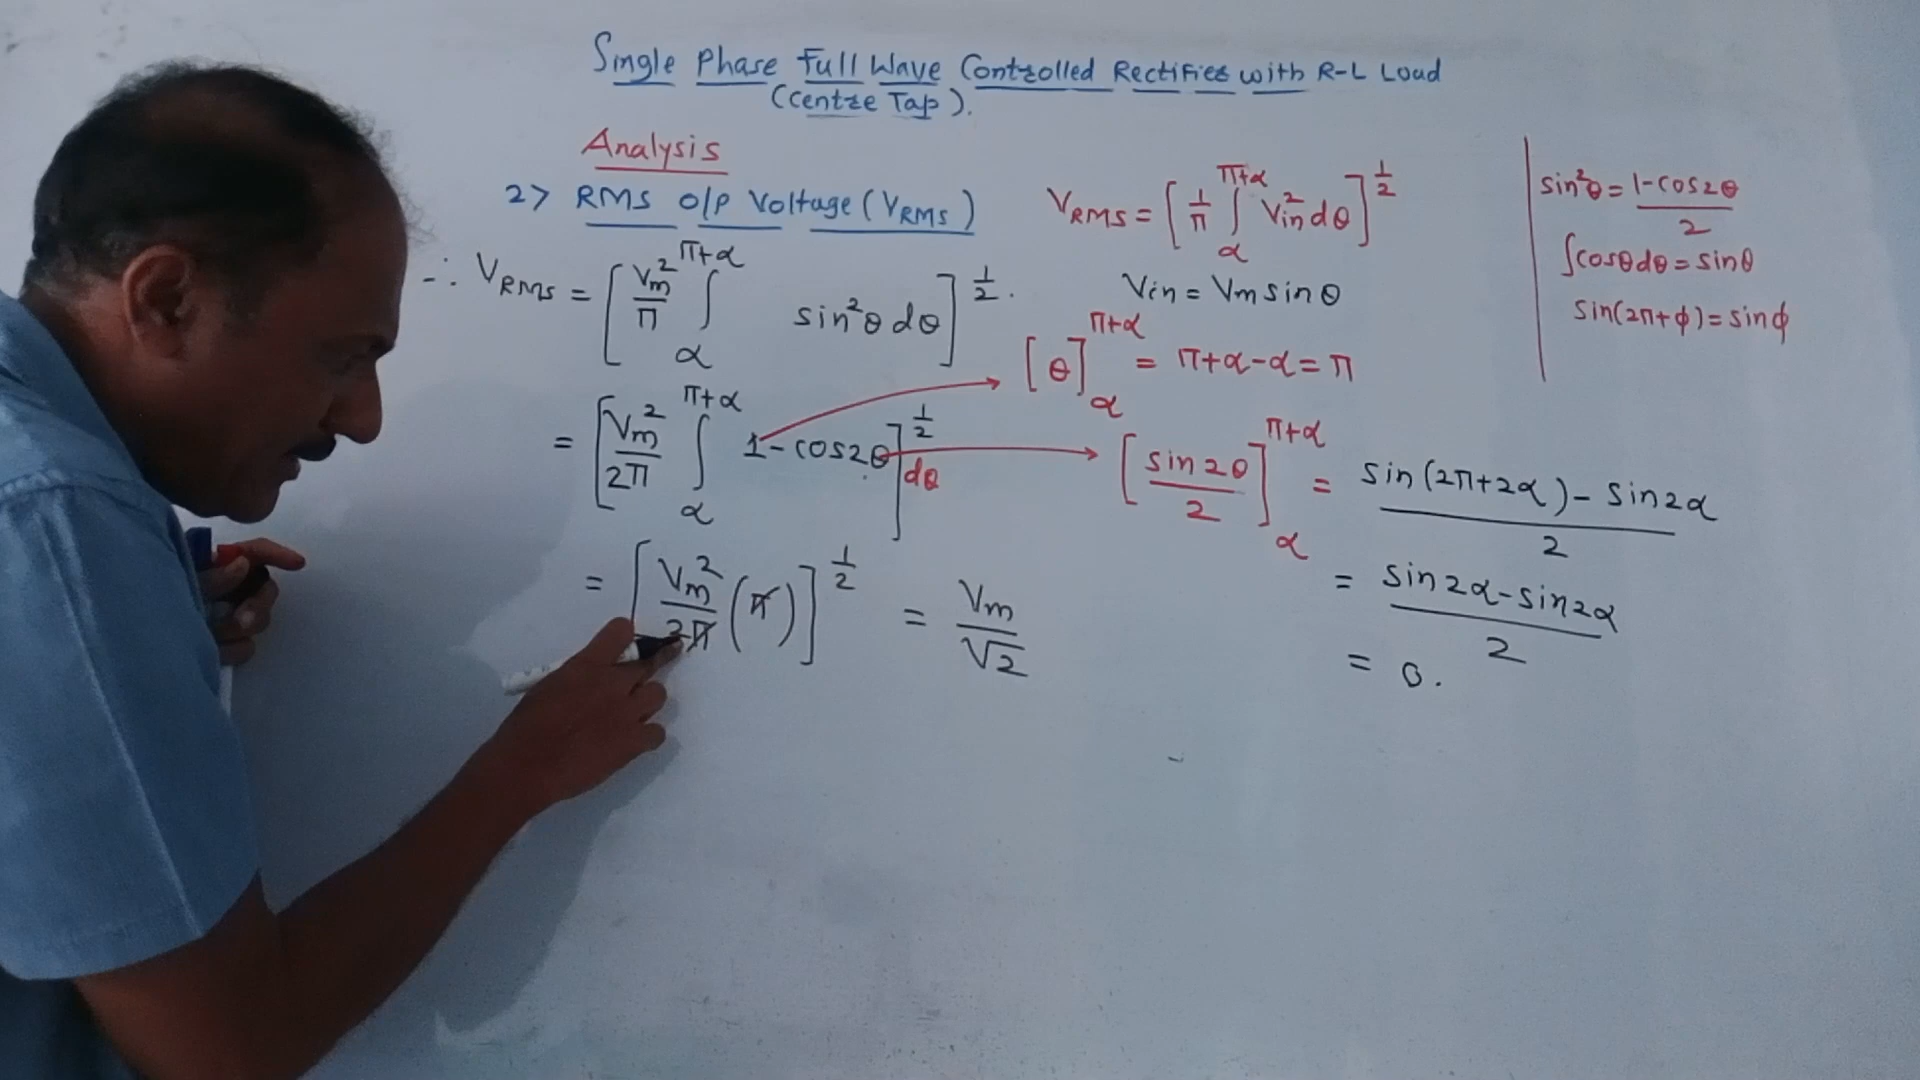 Single Phase Full Wave Controlled Rectifier with R-L Load
(Centre Tap).
Analysis
2> RMS o/p Voltage (VRMS)
VRMS = [1/π ∫α^π+α Vin² dθ]^1/2
∴ VRMS = [Vm²/π ∫α^π+α sin²θ dθ]^1/2.
Vin = Vm sin θ
[θ]α^π+α = π+α-α = π
= [Vm²/2π ∫α^π+α 1-cos2θ]^1/2 dθ
[sin2θ/2]α^π+α = sin(2π+2α) - sin2α/2
= [Vm²/2π (π)]^1/2 = Vm/√2
= sin2α-sin2α/2
= 0.
sin²θ = 1-cos2θ/2
∫cosθdθ = sinθ
sin(2π+ϕ) = sinϕ